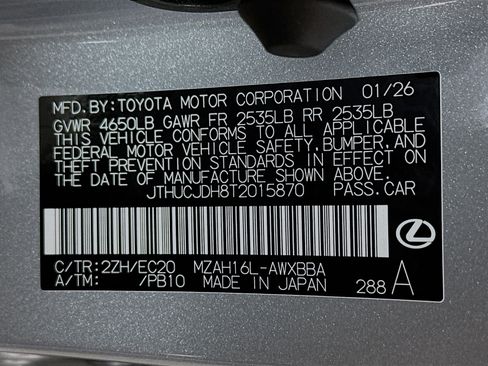 MFD. BY: TOYOTA MOTOR CORPORATION 01/26
GVWR 4650LB GAWR FR 2535LB RR 2535LB
THIS VEHICLE CONFORMS TO ALL APPLICABLE
FEDERAL MOTOR VEHICLE SAFETY, BUMPER, AND
THEFT PREVENTION STANDARDS IN EFFECT ON
THE DATE OF MANUFACTURE SHOWN ABOVE.
JTHUCJDH8T2015870 PASS. CAR
C/TR: 2ZH/EC20 MZAH16L-AWXBBA
A/TM: /PB10 MADE IN JAPAN 288 A